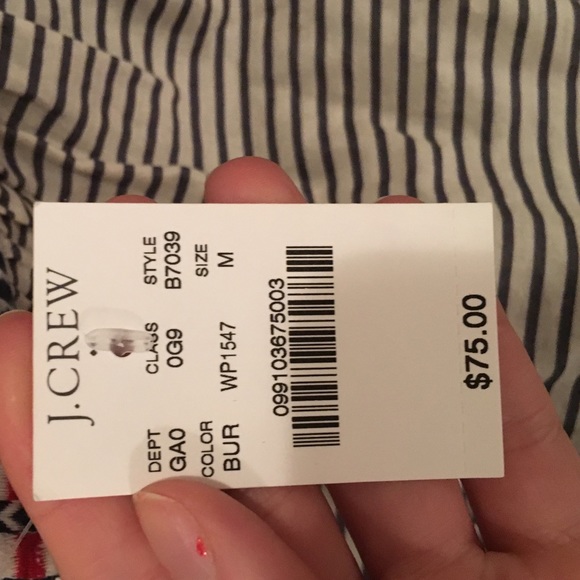 J.CREW
DEPT CLASS STYLE
GA0 0G9 B7039
COLOR SIZE
BUR WP1547 M
099103675003
$75.00